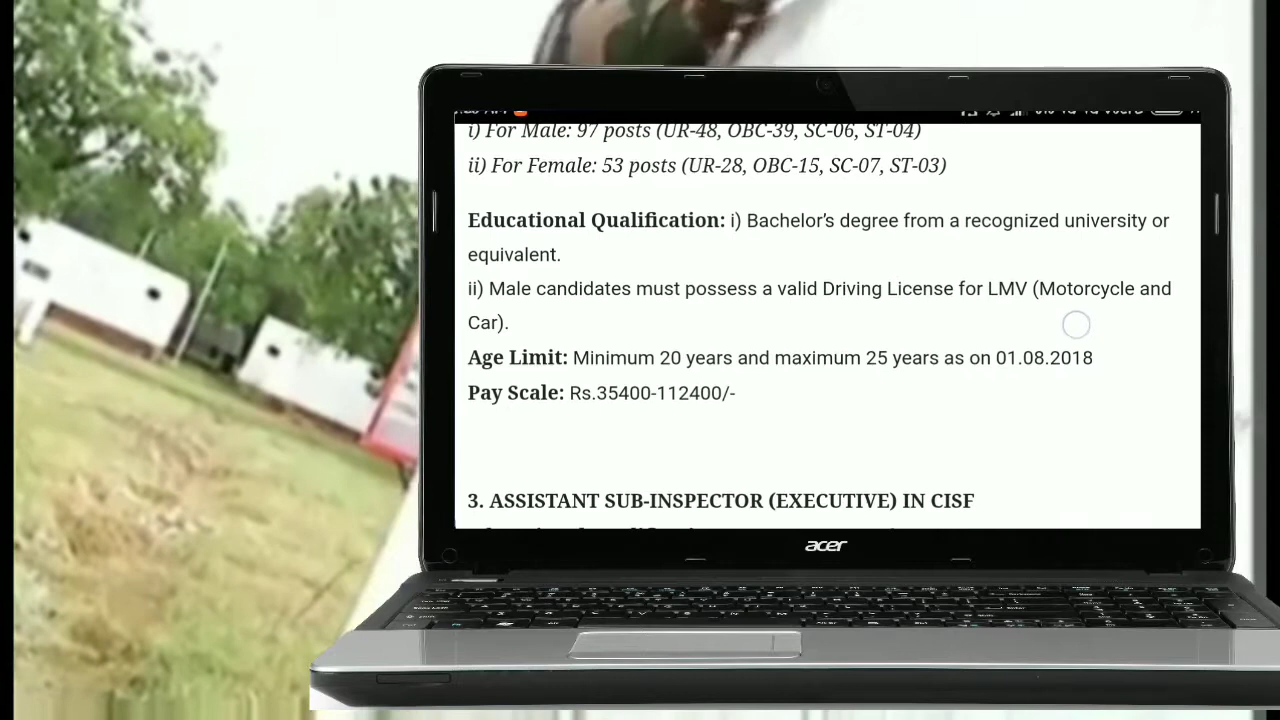 i) For Male: 97 posts (UR-48, OBC-39, SC-06, ST-04)
ii) For Female: 53 posts (UR-28, OBC-15, SC-07, ST-03)
Educational Qualification: i) Bachelor's degree from a recognized university or
equivalent.
ii) Male candidates must possess a valid Driving License for LMV (Motorcycle and
Car).
Age Limit: Minimum 20 years and maximum 25 years as on 01.08.2018
Pay Scale: Rs.35400-112400/-
3. ASSISTANT SUB-INSPECTOR (EXECUTIVE) IN CISF
acer